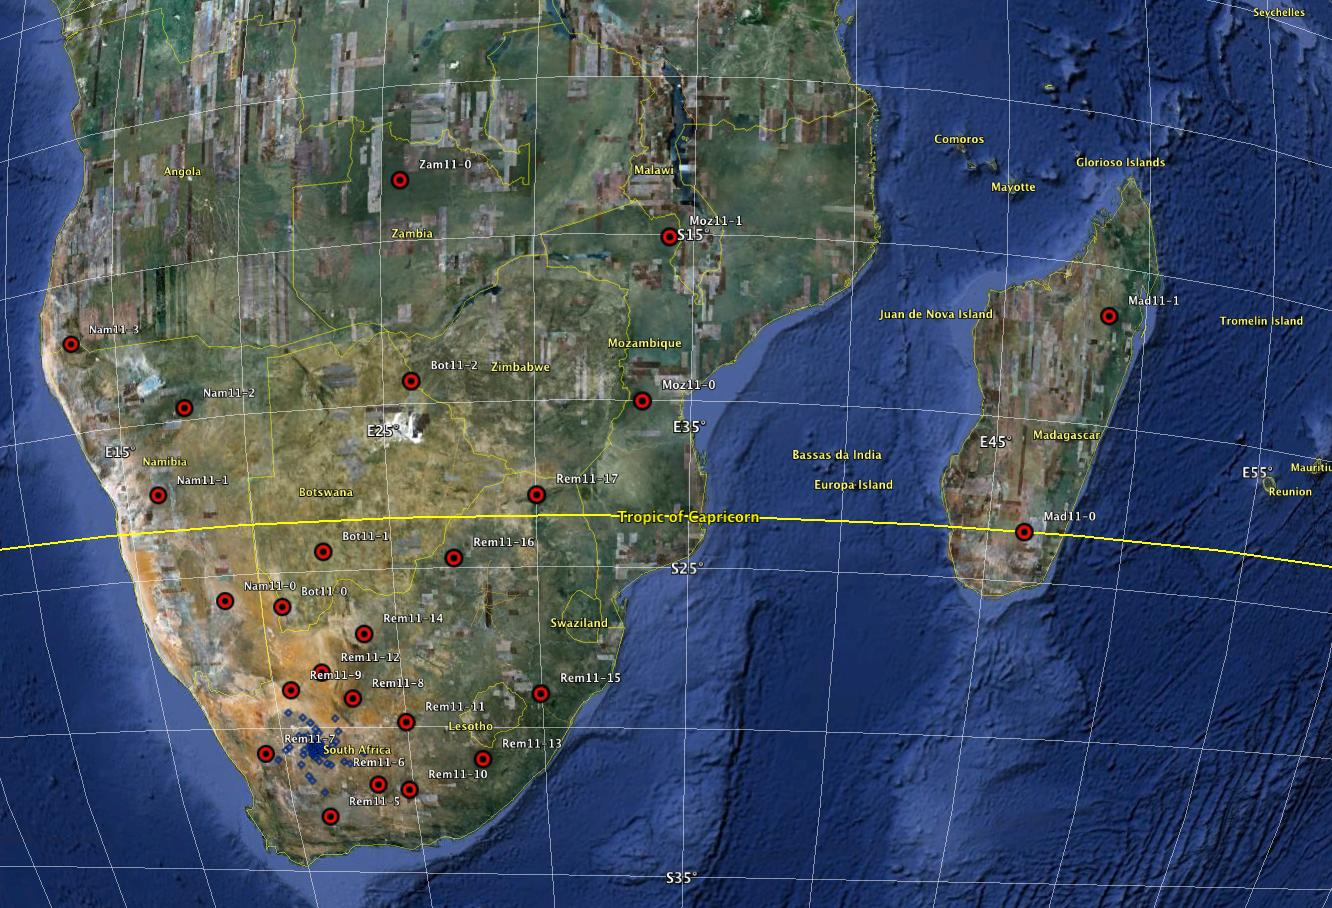 Seychelles
Comoros
Glorioso Islands
Zam11-0
Malawi
Angola
Mayotte
Moz11-1
Zambia
S15°
Mad11-1
Juan de Nova Island
Tromelin Island
Nam11-3
Mozambique
Bot11-2
Zimbabwe
Moz11-0
Nam11-2
E35°
E25°
Madagascar
E45°
E15°
Bassas da India
Namibia
Mauritiu
E55°
Nam11-1
Rem11-17
Europa Island
Botswana
Reunion
Tropic of Capricorn
Mad11-0
Bot11-1
Rem11-16
S25°
Nam11-0
Bot11-0
Rem11-14
Swaziland
Rem11-12
Rem11-9
Rem11-8
Rem11-15
Rem11-11
Lesotho
Rem11-7
South Africa
Rem11-13
Rem11-6
Rem11-10
Rem11-5
S35°